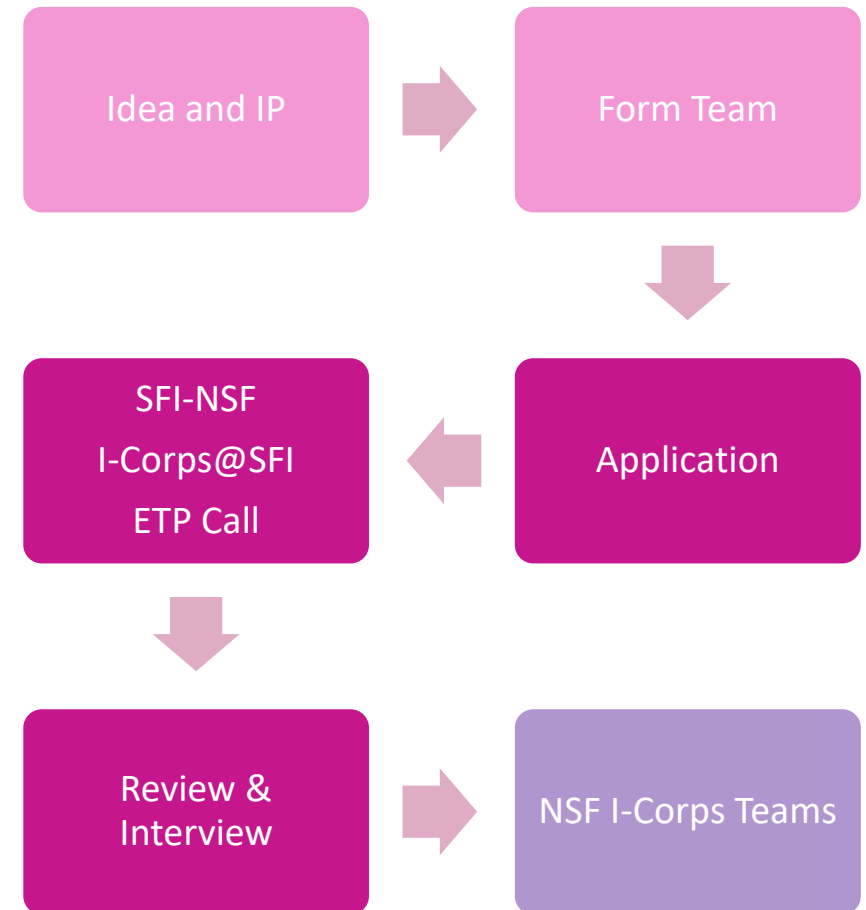 Idea and IP
Form Team
Application
SFI-NSF
I-Corps@SFI
ETP Call
Review &
Interview
NSF I-Corps Teams